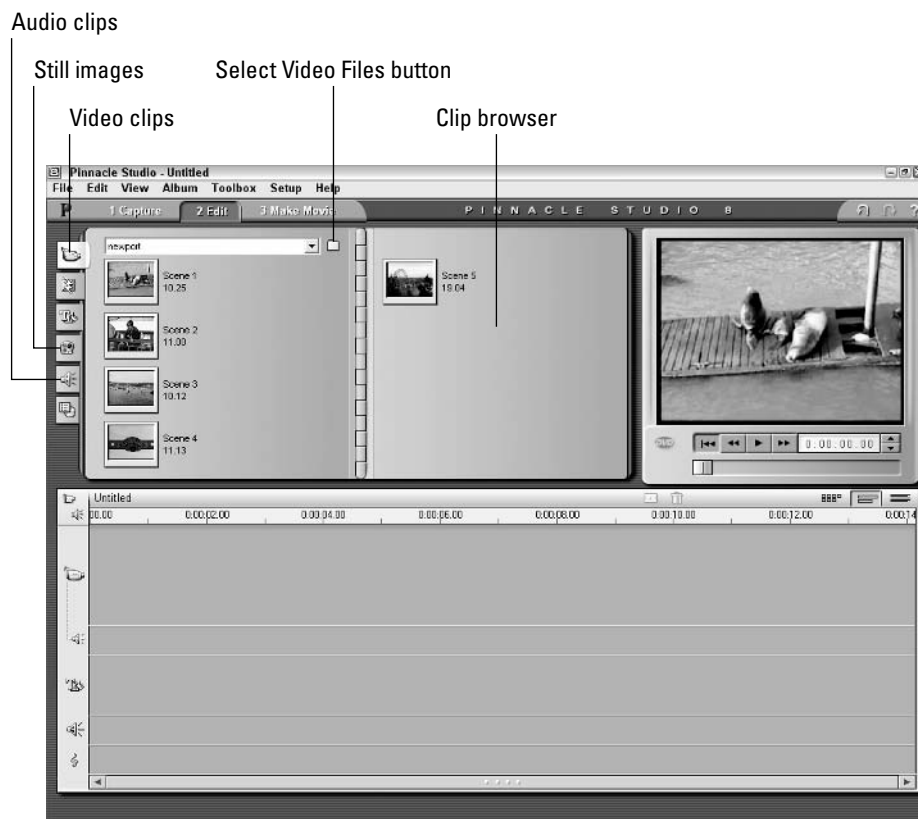 Audio clips
Still images
Select Video Files button
Video clips
Clip browser
Pinnacle Studio - Untitled
File Edit View Album Toolbox Setup Help
P 1 Capture 2 Edit 3 Make Movie PINNACLE STUDIO 8 ?
newport
Scene 1
10.25
Scene 2
11.00
Scene 3
10.12
Scene 4
11.13
Scene 5
19.04
DVD
0:00:00.00
Untitled
00.00 0:00:02.00 0:00:04.00 0:00:06.00 0:00:08.00 0:00:10.00 0:00:12.00 0:00:14